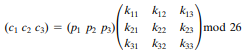 (c₁ c₂ c₃) = (p₁ p₂ p₃) ( k₁₁ k₁₂ k₁₃
k₂₁ k₂₂ k₂₃
k₃₁ k₃₂ k₃₃ ) mod 26